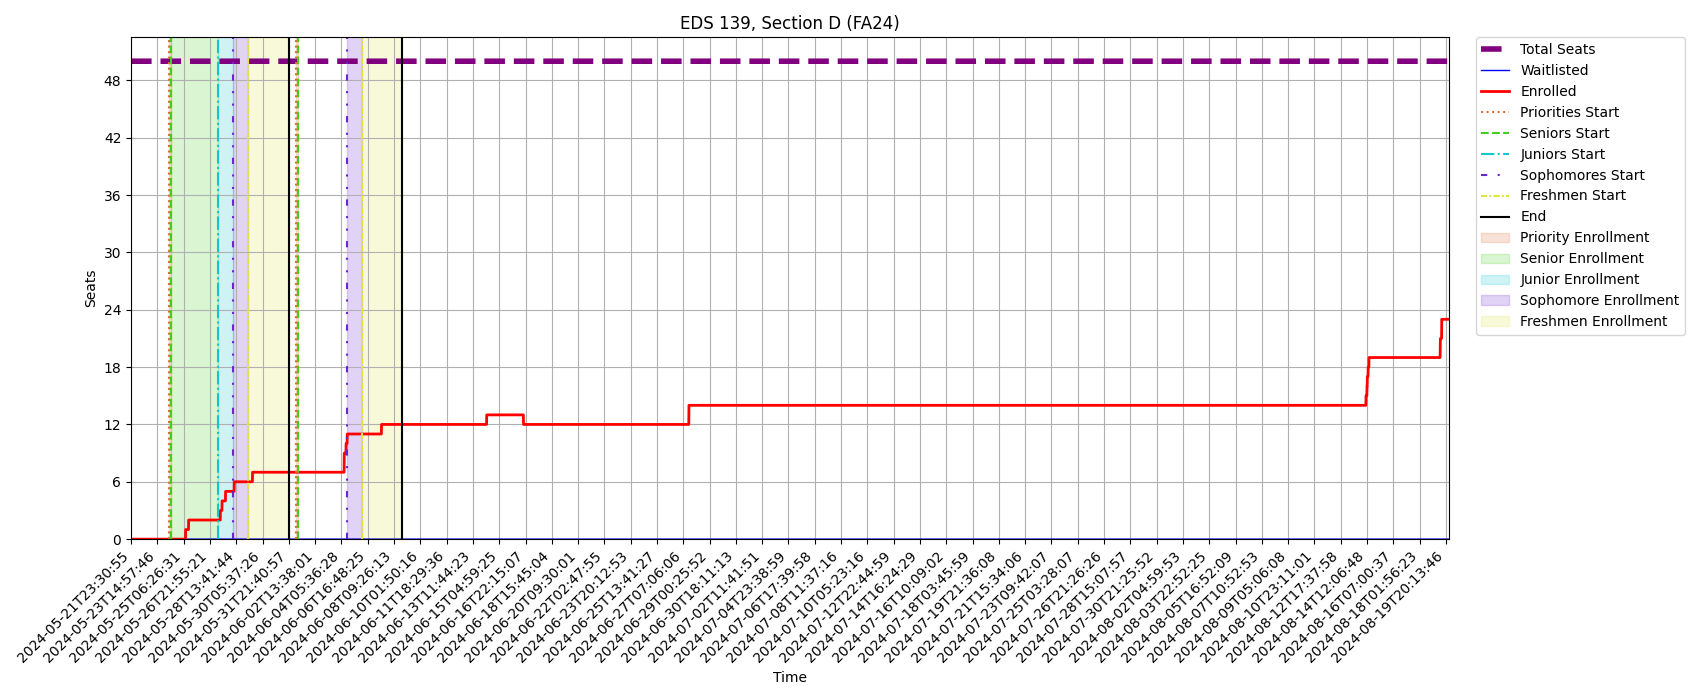 EDS 139, Section D (FA24)
Total Seats
Waitlisted
Enrolled
Priorities Start
Seniors Start
Juniors Start
Sophomores Start
Freshmen Start
End
Priority Enrollment
Senior Enrollment
Junior Enrollment
Sophomore Enrollment
Freshmen Enrollment
Seats
48
42
36
30
24
18
12
6
0
2024-05-21T23:30:55
2024-05-23T14:57:46
2024-05-25T06:26:31
2024-05-26T21:55:21
2024-05-28T13:41:44
2024-05-30T05:37:26
2024-05-31T21:40:57
2024-06-02T13:38:01
2024-06-04T05:36:28
2024-06-06T16:48:25
2024-06-08T09:26:13
2024-06-10T01:50:16
2024-06-11T18:29:36
2024-06-13T11:44:23
2024-06-15T04:59:25
2024-06-16T22:15:07
2024-06-18T15:45:04
2024-06-20T09:30:01
2024-06-22T02:47:55
2024-06-23T20:12:53
2024-06-25T13:41:27
2024-06-27T07:06:06
2024-06-29T00:25:52
2024-06-30T18:11:13
2024-07-02T11:41:51
2024-07-04T23:38:59
2024-07-06T17:39:58
2024-07-08T11:37:16
2024-07-10T05:23:16
2024-07-12T22:44:59
2024-07-14T16:24:29
2024-07-16T10:09:02
2024-07-18T03:45:59
2024-07-19T21:36:08
2024-07-21T15:34:06
2024-07-23T09:42:07
2024-07-25T03:28:07
2024-07-26T21:26:26
2024-07-28T15:07:57
2024-07-30T21:25:52
2024-08-02T04:59:53
2024-08-03T22:52:25
2024-08-05T16:52:09
2024-08-07T10:52:53
2024-08-09T05:06:08
2024-08-10T23:11:01
2024-08-12T17:37:58
2024-08-14T12:06:48
2024-08-16T07:00:37
2024-08-18T01:56:23
2024-08-19T20:13:46
Time